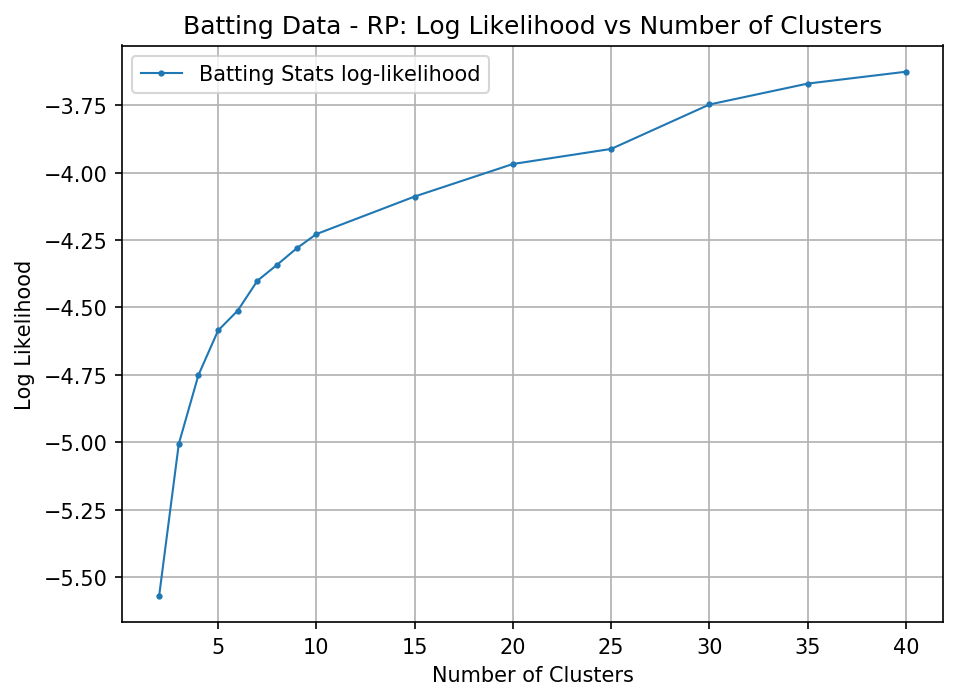 Batting Data - RP: Log Likelihood vs Number of Clusters
Batting Stats log-likelihood
−3.75
−4.00
−4.25
−4.50
−4.75
−5.00
−5.25
−5.50
Log Likelihood
5 10 15 20 25 30 35 40
Number of Clusters